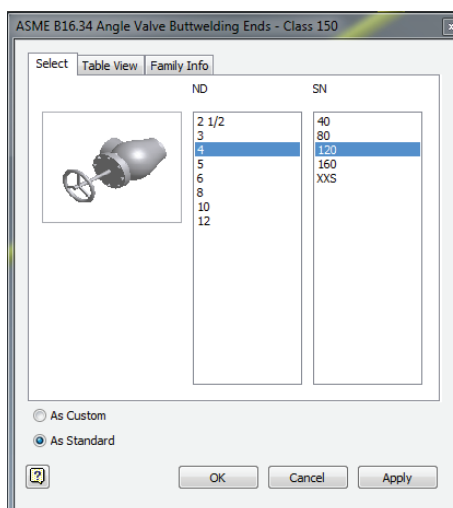 ASME B16.34 Angle Valve Buttwelding Ends - Class 150
Select Table View Family Info
ND SN
2 1/2 40
3 80
4 120
5 160
6 XXS
8
10
12
As Custom
As Standard
? OK Cancel Apply